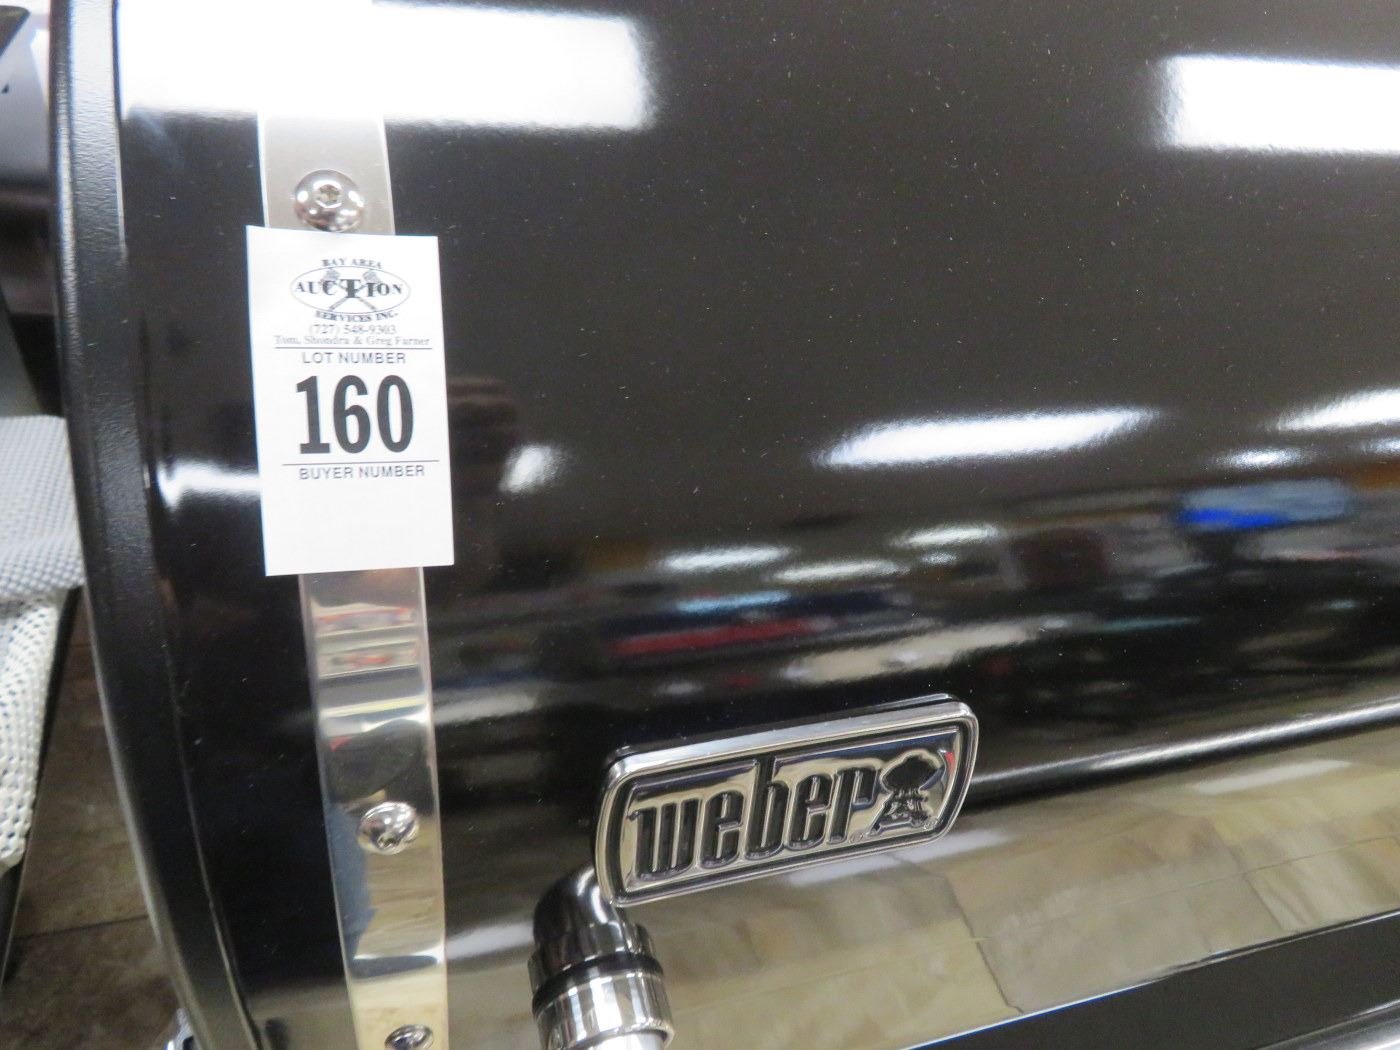 BAY AREA
AUCTION
SERVICES INC.
(727) 548-9303
Tom, Shondra & Greg Farner
LOT NUMBER
160
BUYER NUMBER
weber